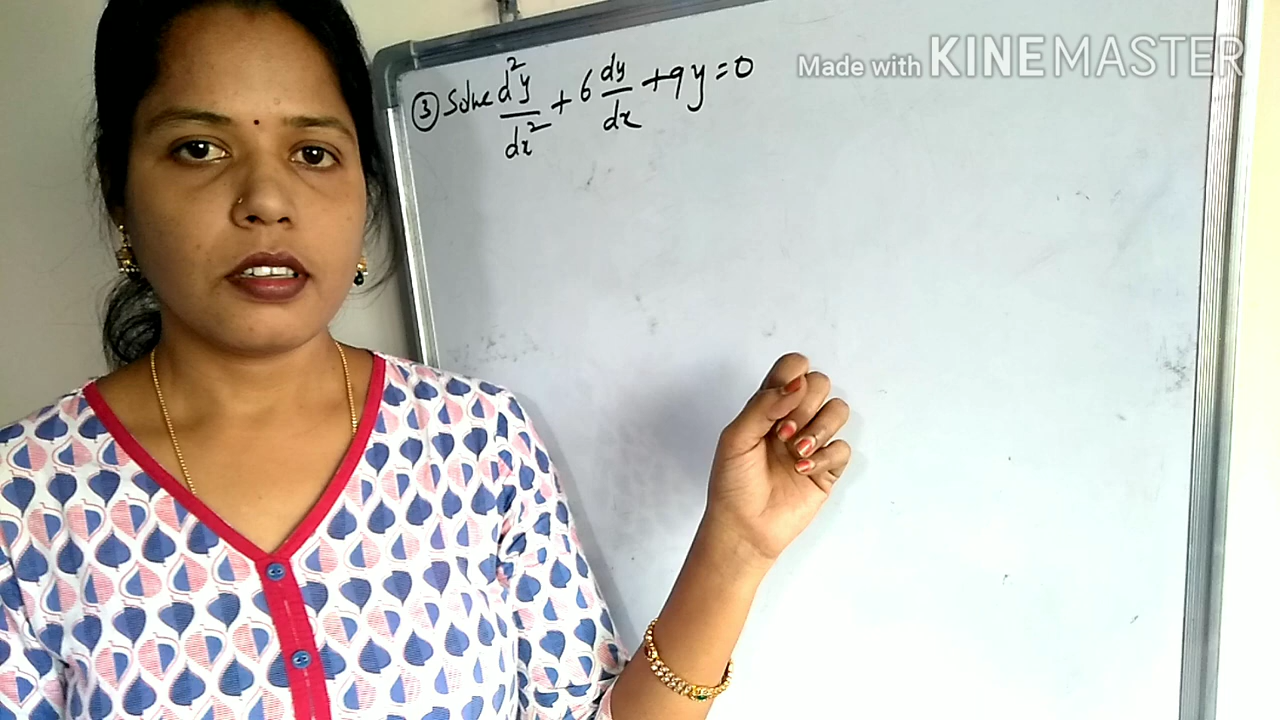 ③ Solve d²y/dx² + 6 dy/dx + 9y = 0
Made with KINEMASTER